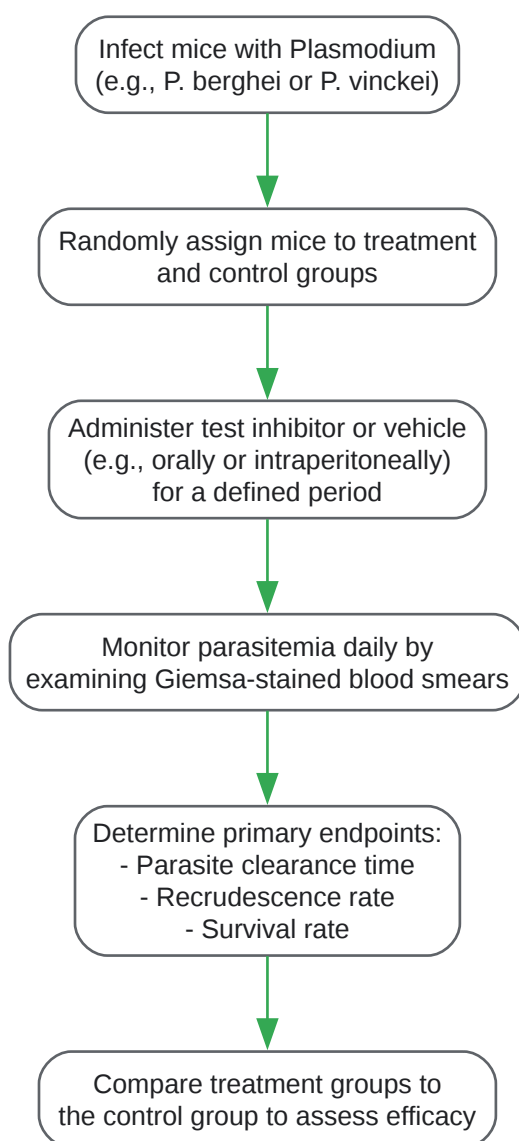 Infect mice with Plasmodium
(e.g., P. berghei or P. vinckei)
Randomly assign mice to treatment
and control groups
Administer test inhibitor or vehicle
(e.g., orally or intraperitoneally)
for a defined period
Monitor parasitemia daily by
examining Giemsa-stained blood smears
Determine primary endpoints:
- Parasite clearance time
- Recrudescence rate
- Survival rate
Compare treatment groups to
the control group to assess efficacy